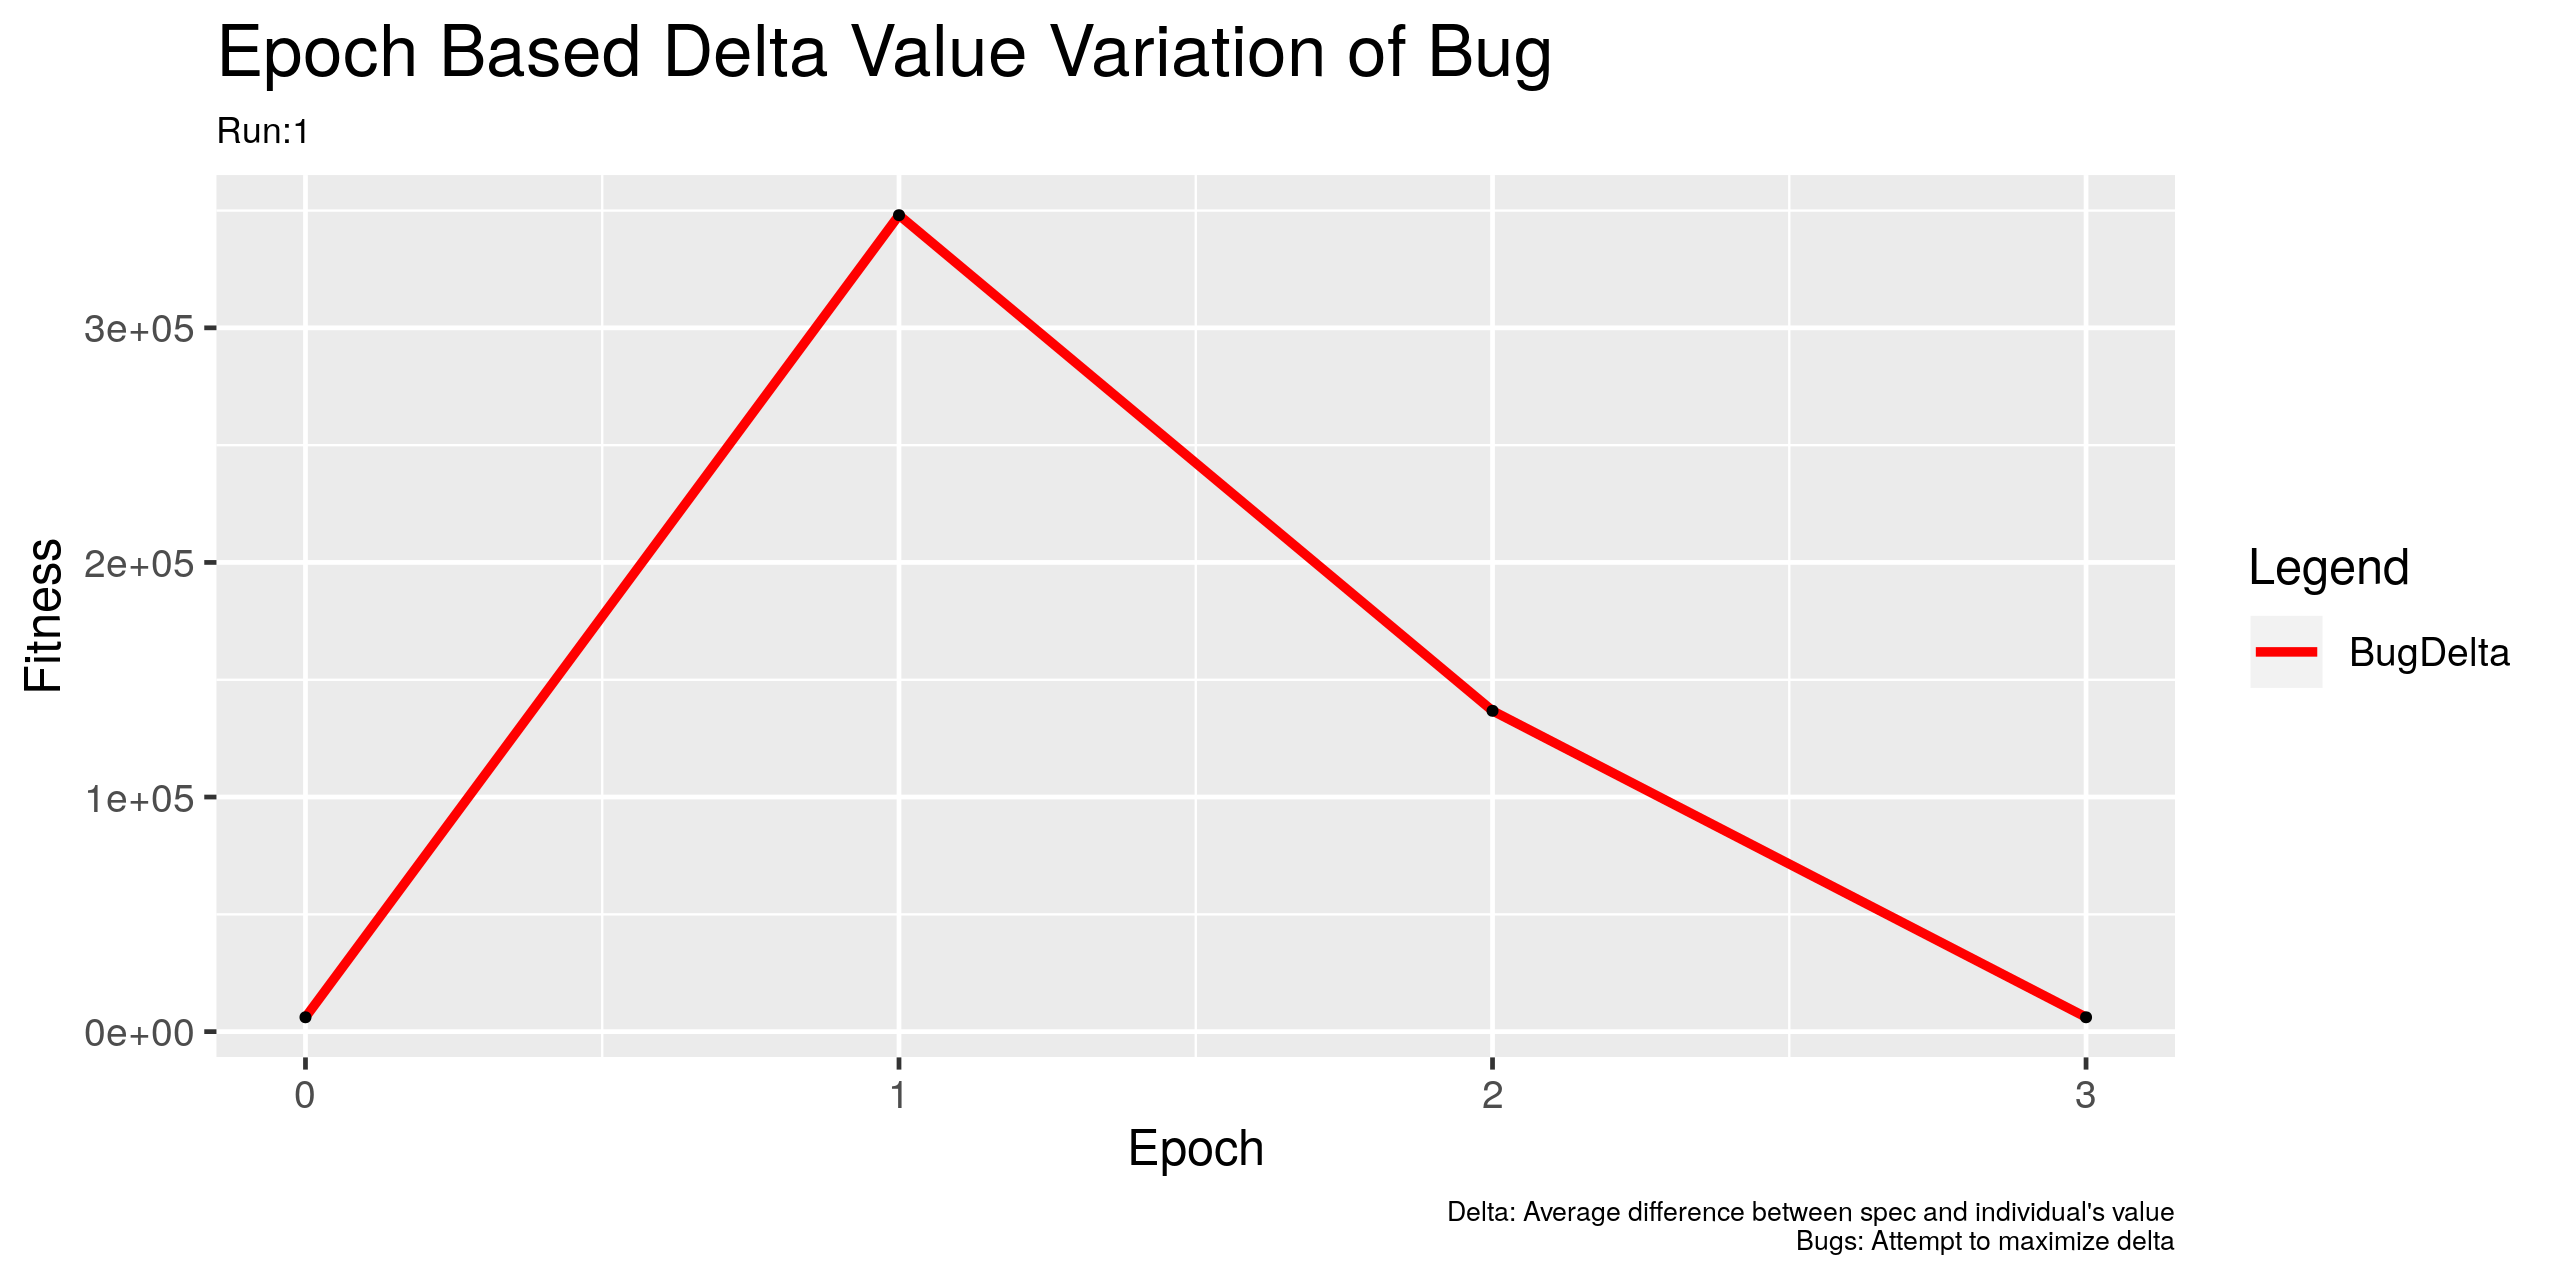 Epoch Based Delta Value Variation of Bug
Run:1
3e+05
2e+05
1e+05
0e+00
Fitness
0 1 2 3
Epoch
Legend
BugDelta
Delta: Average difference between spec and individual's value
Bugs: Attempt to maximize delta